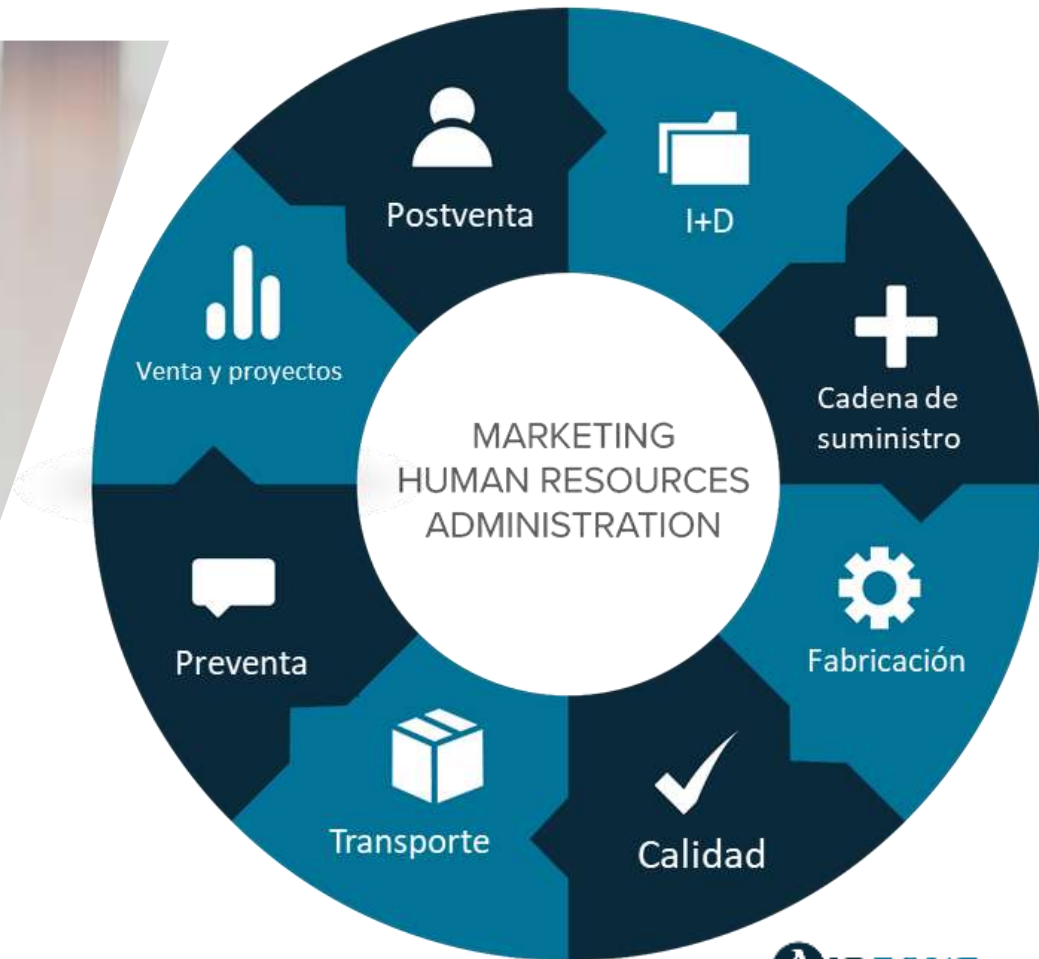 Postventa
I+D
Venta y proyectos
Cadena de
suministro
MARKETING
HUMAN RESOURCES
ADMINISTRATION
Preventa
Fabricación
Transporte
Calidad